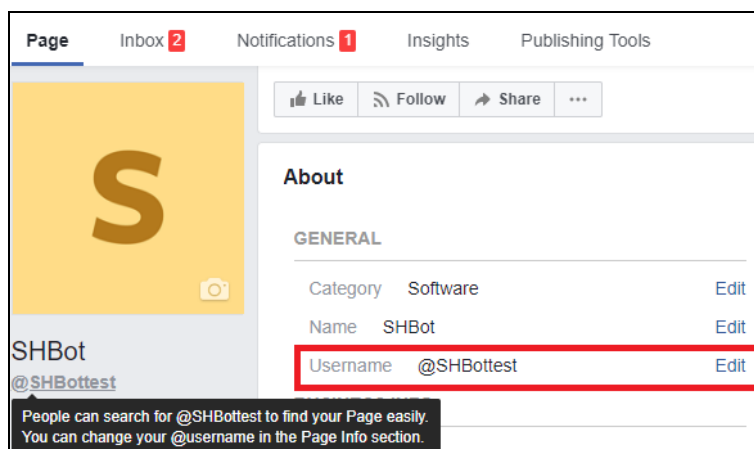 Page Inbox 2 Notifications 1 Insights Publishing Tools
Like Follow Share ...
S
About
GENERAL
Category Software Edit
Name SHBot Edit
Username @SHBottest Edit
SHBot
@SHBottest
People can search for @SHBottest to find your Page easily.
You can change your @username in the Page Info section.